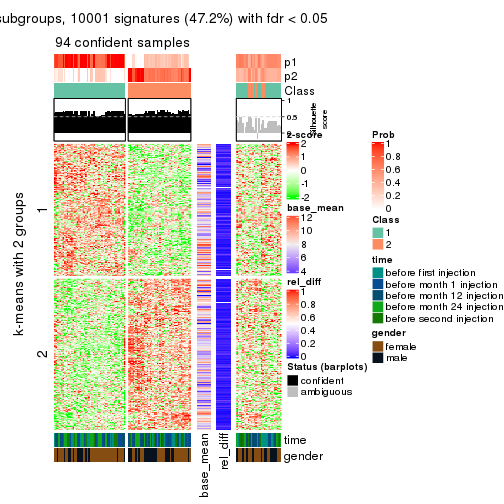 subgroups, 10001 signatures (47.2%) with fdr < 0.05
94 confident samples
p1
p2
Class
1
0.5
0
Silhouette
score
k-means with 2 groups
1
2
z-score
2
1
0
-1
-2
base_mean
12
10
8
6
4
rel_diff
1
0.8
0.6
0.4
0.2
0
Status (barplots)
confident
ambiguous
Prob
1
0.8
0.6
0.4
0.2
0
Class
1
2
time
before first injection
before month 1 injection
before month 12 injection
before month 24 injection
before second injection
gender
female
male
time
gender
base_mean
rel_diff